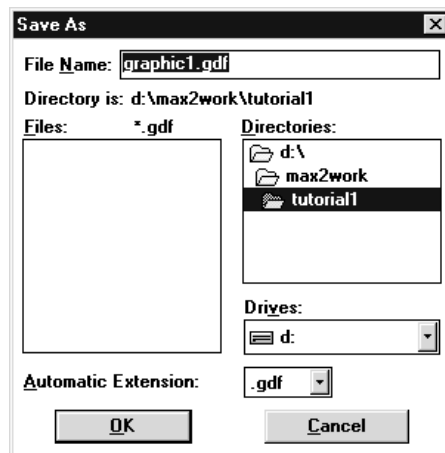 Save As
File Name: graphic1.gdf
Directory is: d:\max2work\tutorial1
Files: *.gdf
Directories:
d:\
max2work
tutorial1
Drives:
d:
Automatic Extension: .gdf
OK Cancel